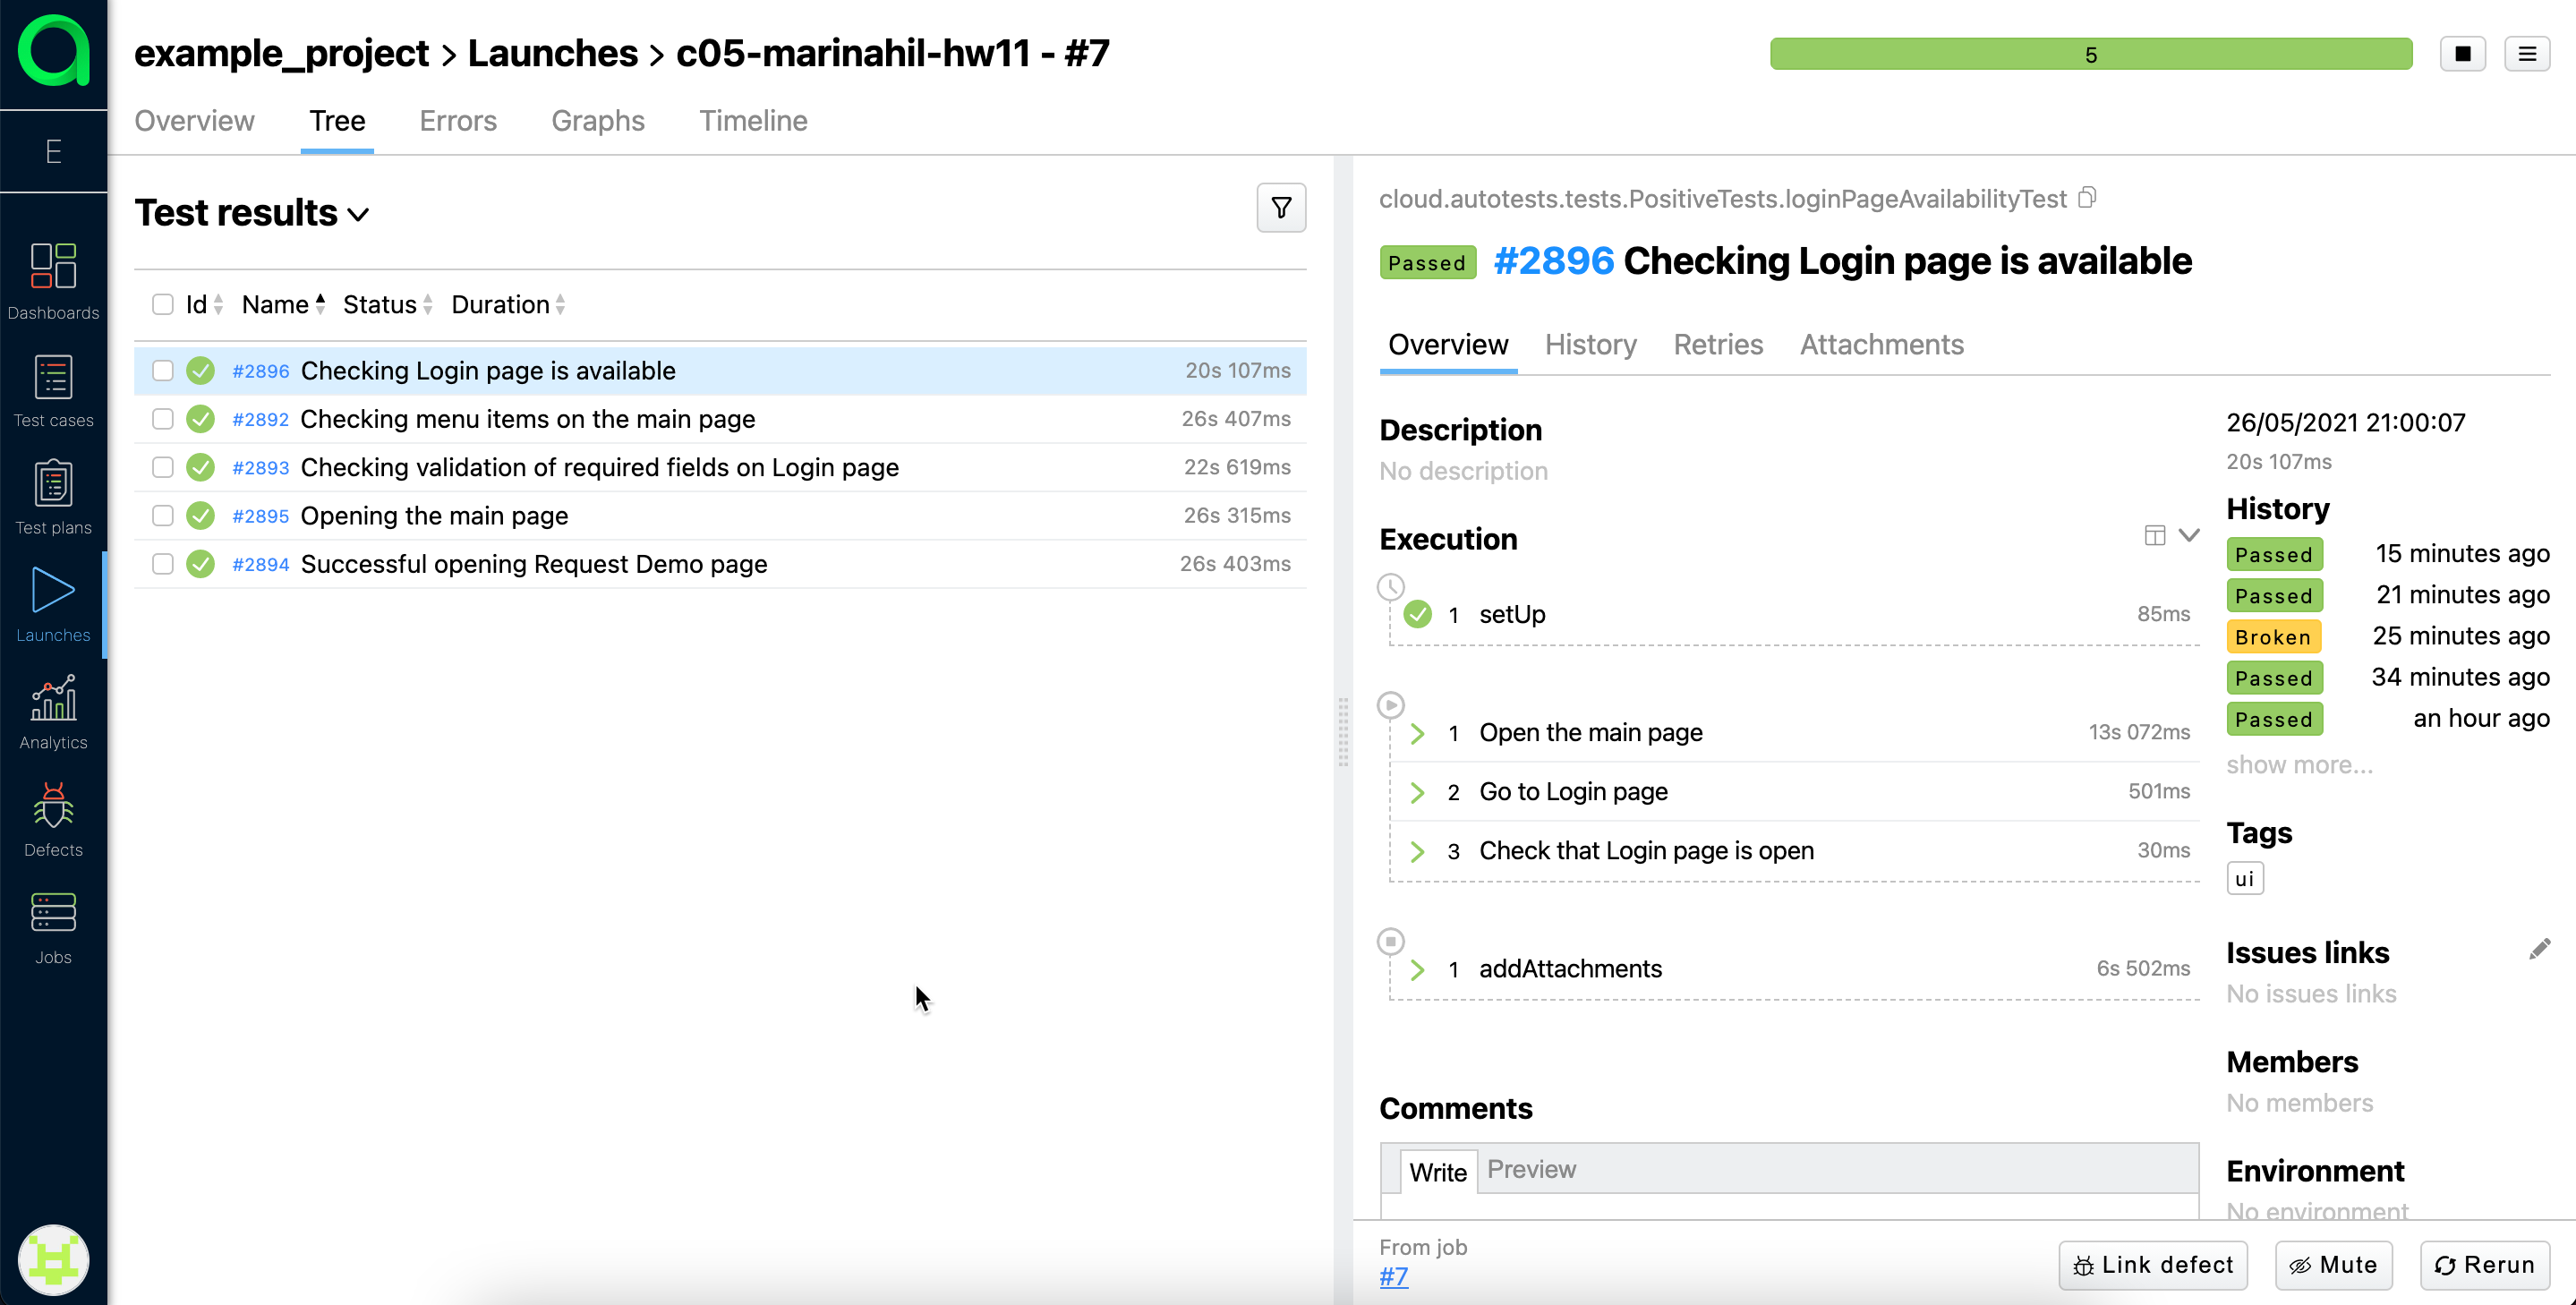 example_project > Launches > c05-marinahil-hw11 - #7
5
Overview Tree Errors Graphs Timeline
E
Dashboards
Test cases
Test plans
Launches
Analytics
Defects
Jobs
Test results
Id Name Status Duration
#2896 Checking Login page is available 20s 107ms
#2892 Checking menu items on the main page 26s 407ms
#2893 Checking validation of required fields on Login page 22s 619ms
#2895 Opening the main page 26s 315ms
#2894 Successful opening Request Demo page 26s 403ms
cloud.autotests.tests.PositiveTests.loginPageAvailabilityTest
Passed #2896 Checking Login page is available
Overview History Retries Attachments
Description
No description
Execution
1 setUp 85ms
1 Open the main page 13s 072ms
2 Go to Login page 501ms
3 Check that Login page is open 30ms
1 addAttachments 6s 502ms
Comments
Write Preview
26/05/2021 21:00:07
20s 107ms
History
Passed 15 minutes ago
Passed 21 minutes ago
Broken 25 minutes ago
Passed 34 minutes ago
Passed an hour ago
show more...
Tags
ui
Issues links
No issues links
Members
No members
Environment
No environment
From job
#7
Link defect Mute Rerun